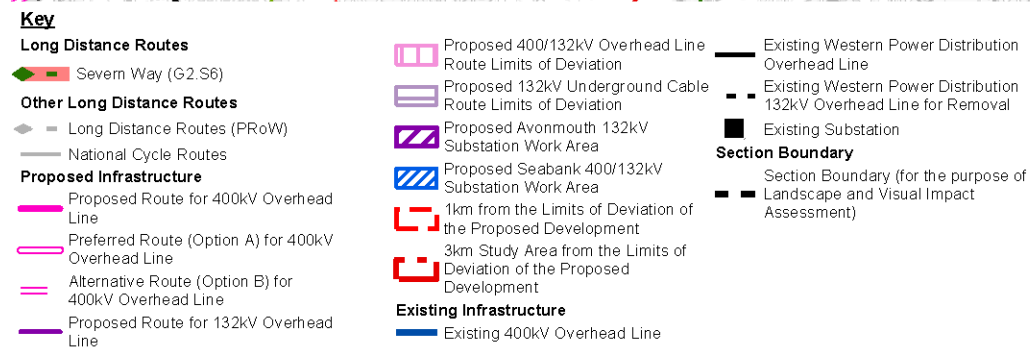 Key
Long Distance Routes
Severn Way (G2.S6)
Other Long Distance Routes
Long Distance Routes (PRoW)
National Cycle Routes
Proposed Infrastructure
Proposed Route for 400kV Overhead
Line
Preferred Route (Option A) for 400kV
Overhead Line
Alternative Route (Option B) for
400kV Overhead Line
Proposed Route for 132kV Overhead
Line
Proposed 400/132kV Overhead Line
Route Limits of Deviation
Proposed 132kV Underground Cable
Route Limits of Deviation
Proposed Avonmouth 132kV
Substation Work Area
Proposed Seabank 400/132kV
Substation Work Area
1km from the Limits of Deviation of
the Proposed Development
3km Study Area from the Limits of
Deviation of the Proposed
Development
Existing Infrastructure
Existing 400kV Overhead Line
Existing Western Power Distribution
Overhead Line
Existing Western Power Distribution
132kV Overhead Line for Removal
Existing Substation
Section Boundary
Section Boundary (for the purpose of
Landscape and Visual Impact
Assessment)